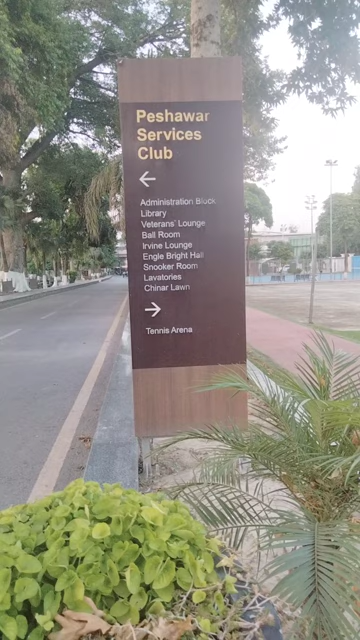 Peshawar
Services
Club
←
Administration Block
Library
Veterans' Lounge
Ball Room
Irvine Lounge
Engle Bright Hall
Snooker Room
Lavatories
Chinar Lawn
→
Tennis Arena